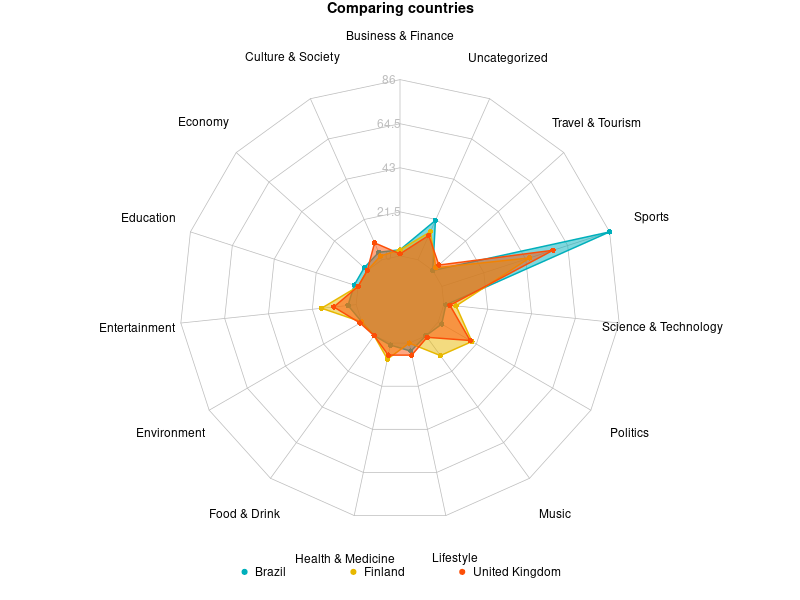 Comparing countries
Business & Finance
Culture & Society
Uncategorized
86
Economy
Travel & Tourism
64.5
43
Education
Sports
21.5
Entertainment
Science & Technology
Environment
Politics
Food & Drink
Music
Health & Medicine
Lifestyle
Brazil
Finland
United Kingdom